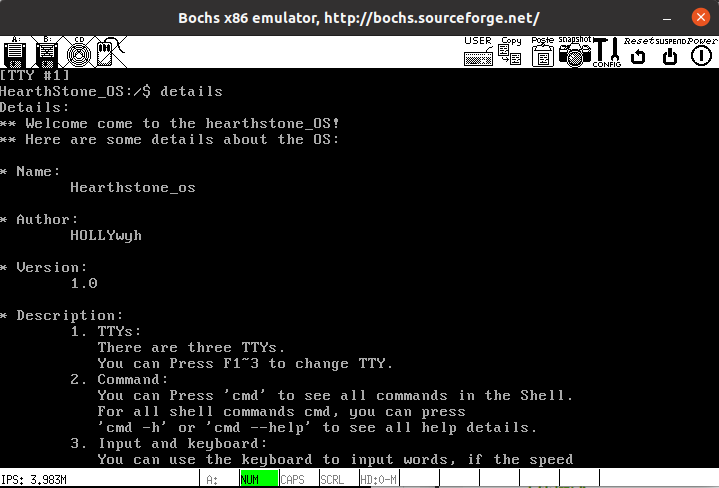 Bochs x86 emulator, http://bochs.sourceforge.net/
A: B: CD USER Copy Paste snapshot CONFIG Reset SUSPEND Power
[TTY #1]
HearthStone_OS:/$ details
Details:
** Welcome come to the hearthstone_OS!
** Here are some details about the OS:
* Name:
Hearthstone_os
* Author:
HOLLYwyh
* Version:
1.0
* Description:
1. TTYs:
There are three TTYs.
You can Press F1~3 to change TTY.
2. Command:
You can Press 'cmd' to see all commands in the Shell.
For all shell commands cmd, you can press
'cmd -h' or 'cmd --help' to see all help details.
3. Input and keyboard:
You can use the keyboard to input words, if the speed
IPS: 3.983M A: NUM CAPS SCRL HD:0-M